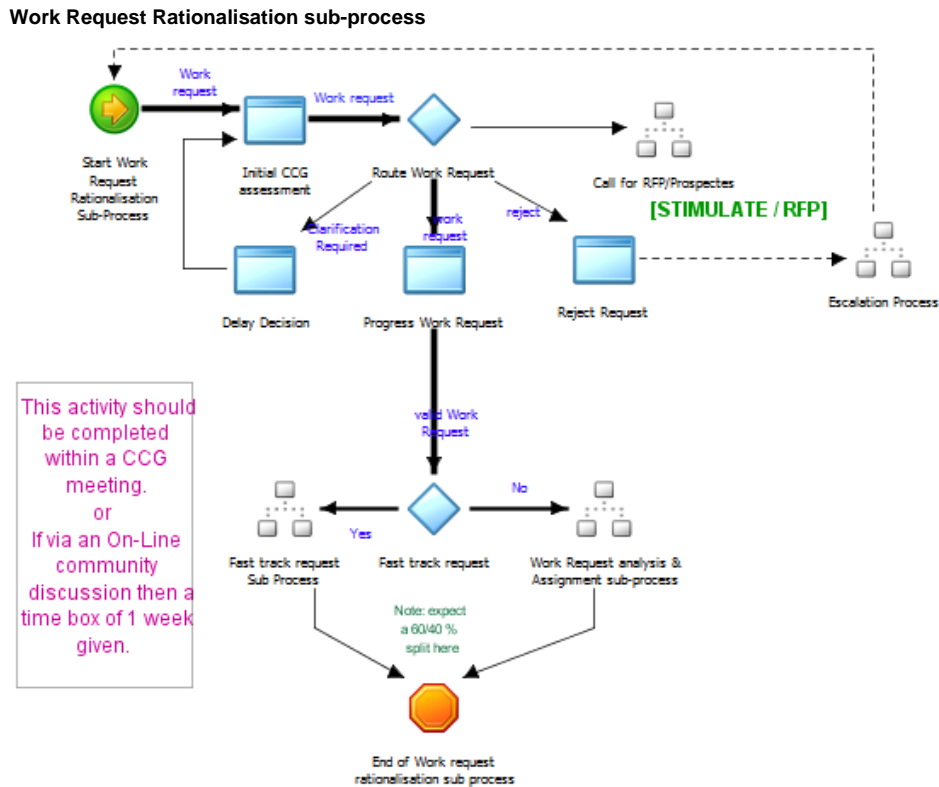 Work Request Rationalisation sub-process
Work
request
Work request
Start Work
Request
Rationalisation
Sub-Process
Initial CCG
assessment
Route Work Request
Call for RFP/Prospectes
[STIMULATE / RFP]
Clarification
Required
work
request
reject
Delay Decision
Progress Work Request
Reject Request
Escalation Process
This activity should
be completed
within a CCG
meeting.
or
If via an On-Line
community
discussion then a
time box of 1 week
given.
valid Work
Request
Yes
No
Fast track request
Sub Process
Fast track request
Work Request analysis &
Assignment sub-process
Note: expect
a 60/40 %
split here
End of Work request
rationalisation sub process